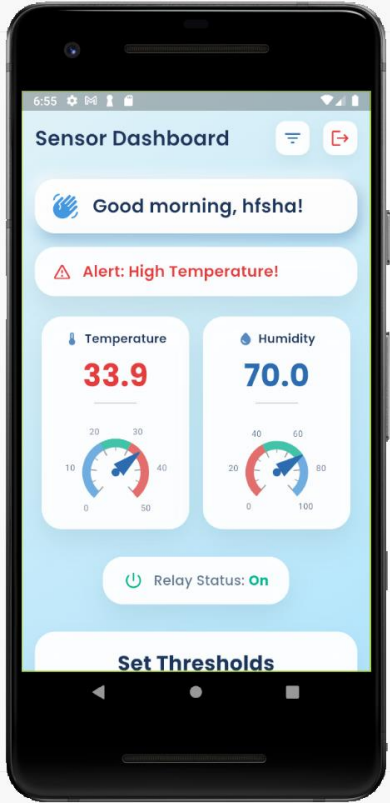 6:55
Sensor Dashboard
Good morning, hfsha!
Alert: High Temperature!
Temperature
33.9
0 10 20 30 40 50
Humidity
70.0
0 20 40 60 80 100
Relay Status: On
Set Thresholds